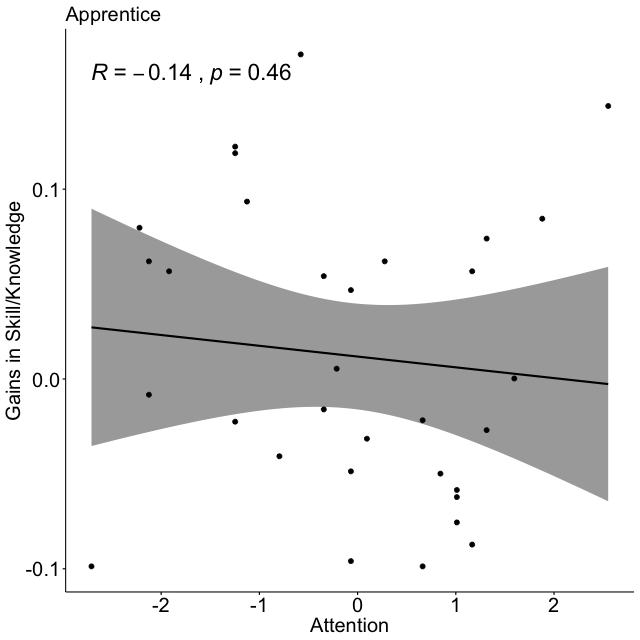 Apprentice
R = −0.14 , p = 0.46
Gains in Skill/Knowledge
0.1
0.0
-0.1
-2 -1 0 1 2
Attention